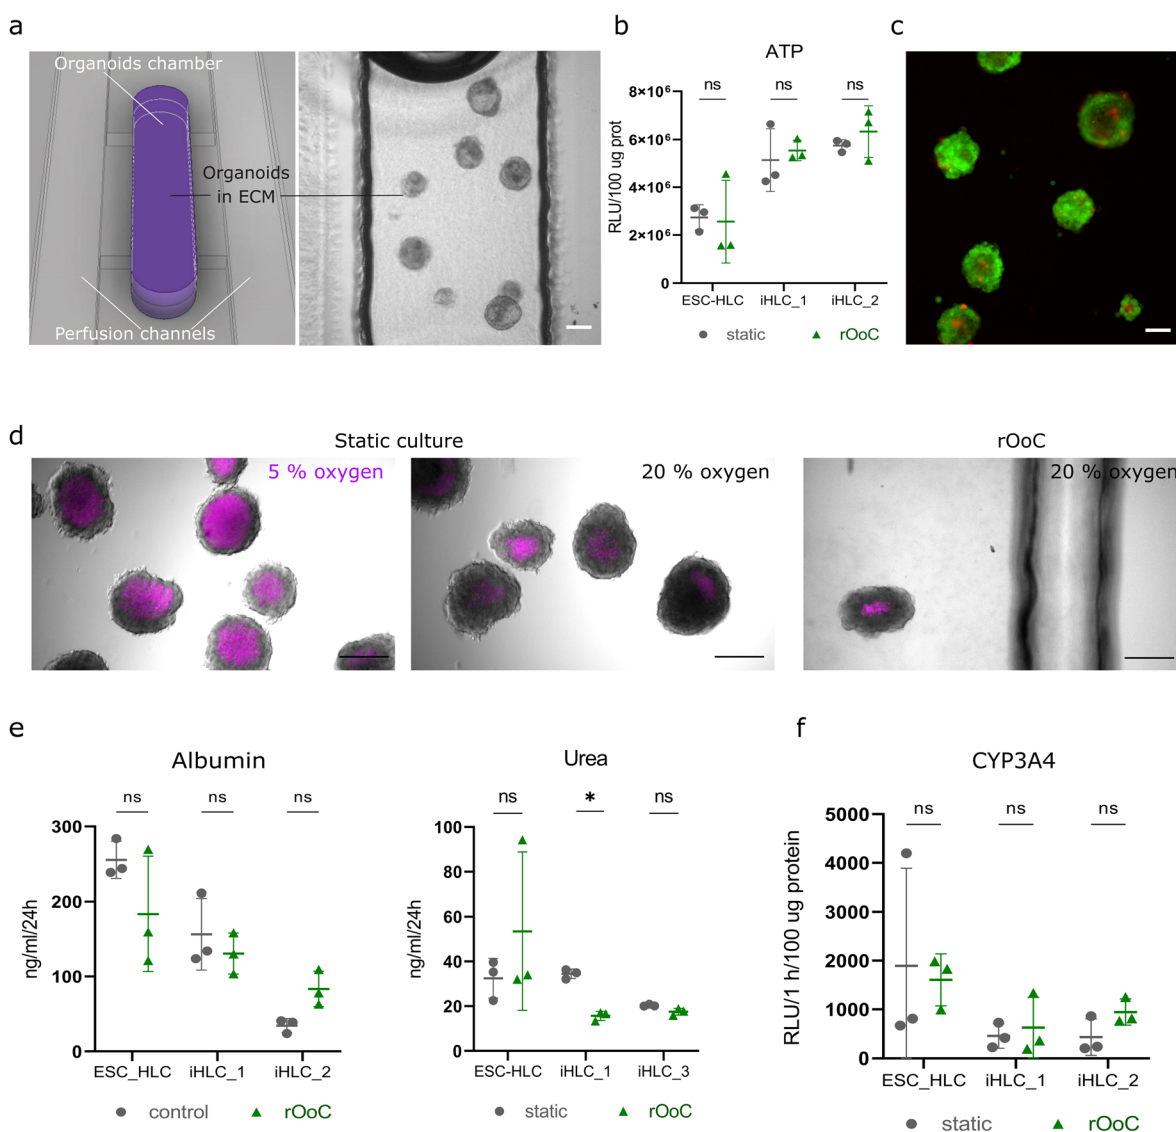 a
Organoids chamber
Organoids
in ECM
Perfusion channels
b
ATP
ns
ns
ns
8×10⁶
6×10⁶
4×10⁶
2×10⁶
0
RLU/100 ug prot
ESC-HLC
iHLC_1
iHLC_2
static
rOoC
c
d
Static culture
rOoC
5 % oxygen
20 % oxygen
20 % oxygen
e
Albumin
ns
ns
ns
300
200
100
0
ng/ml/24h
ESC_HLC
iHLC_1
iHLC_2
control
rOoC
Urea
ns
*
ns
100
80
60
40
20
0
ng/ml/24h
ESC-HLC
iHLC_1
iHLC_3
static
rOoC
f
CYP3A4
ns
ns
ns
5000
4000
3000
2000
1000
0
RLU/1 h/100 ug protein
ESC_HLC
iHLC_1
iHLC_2
static
rOoC